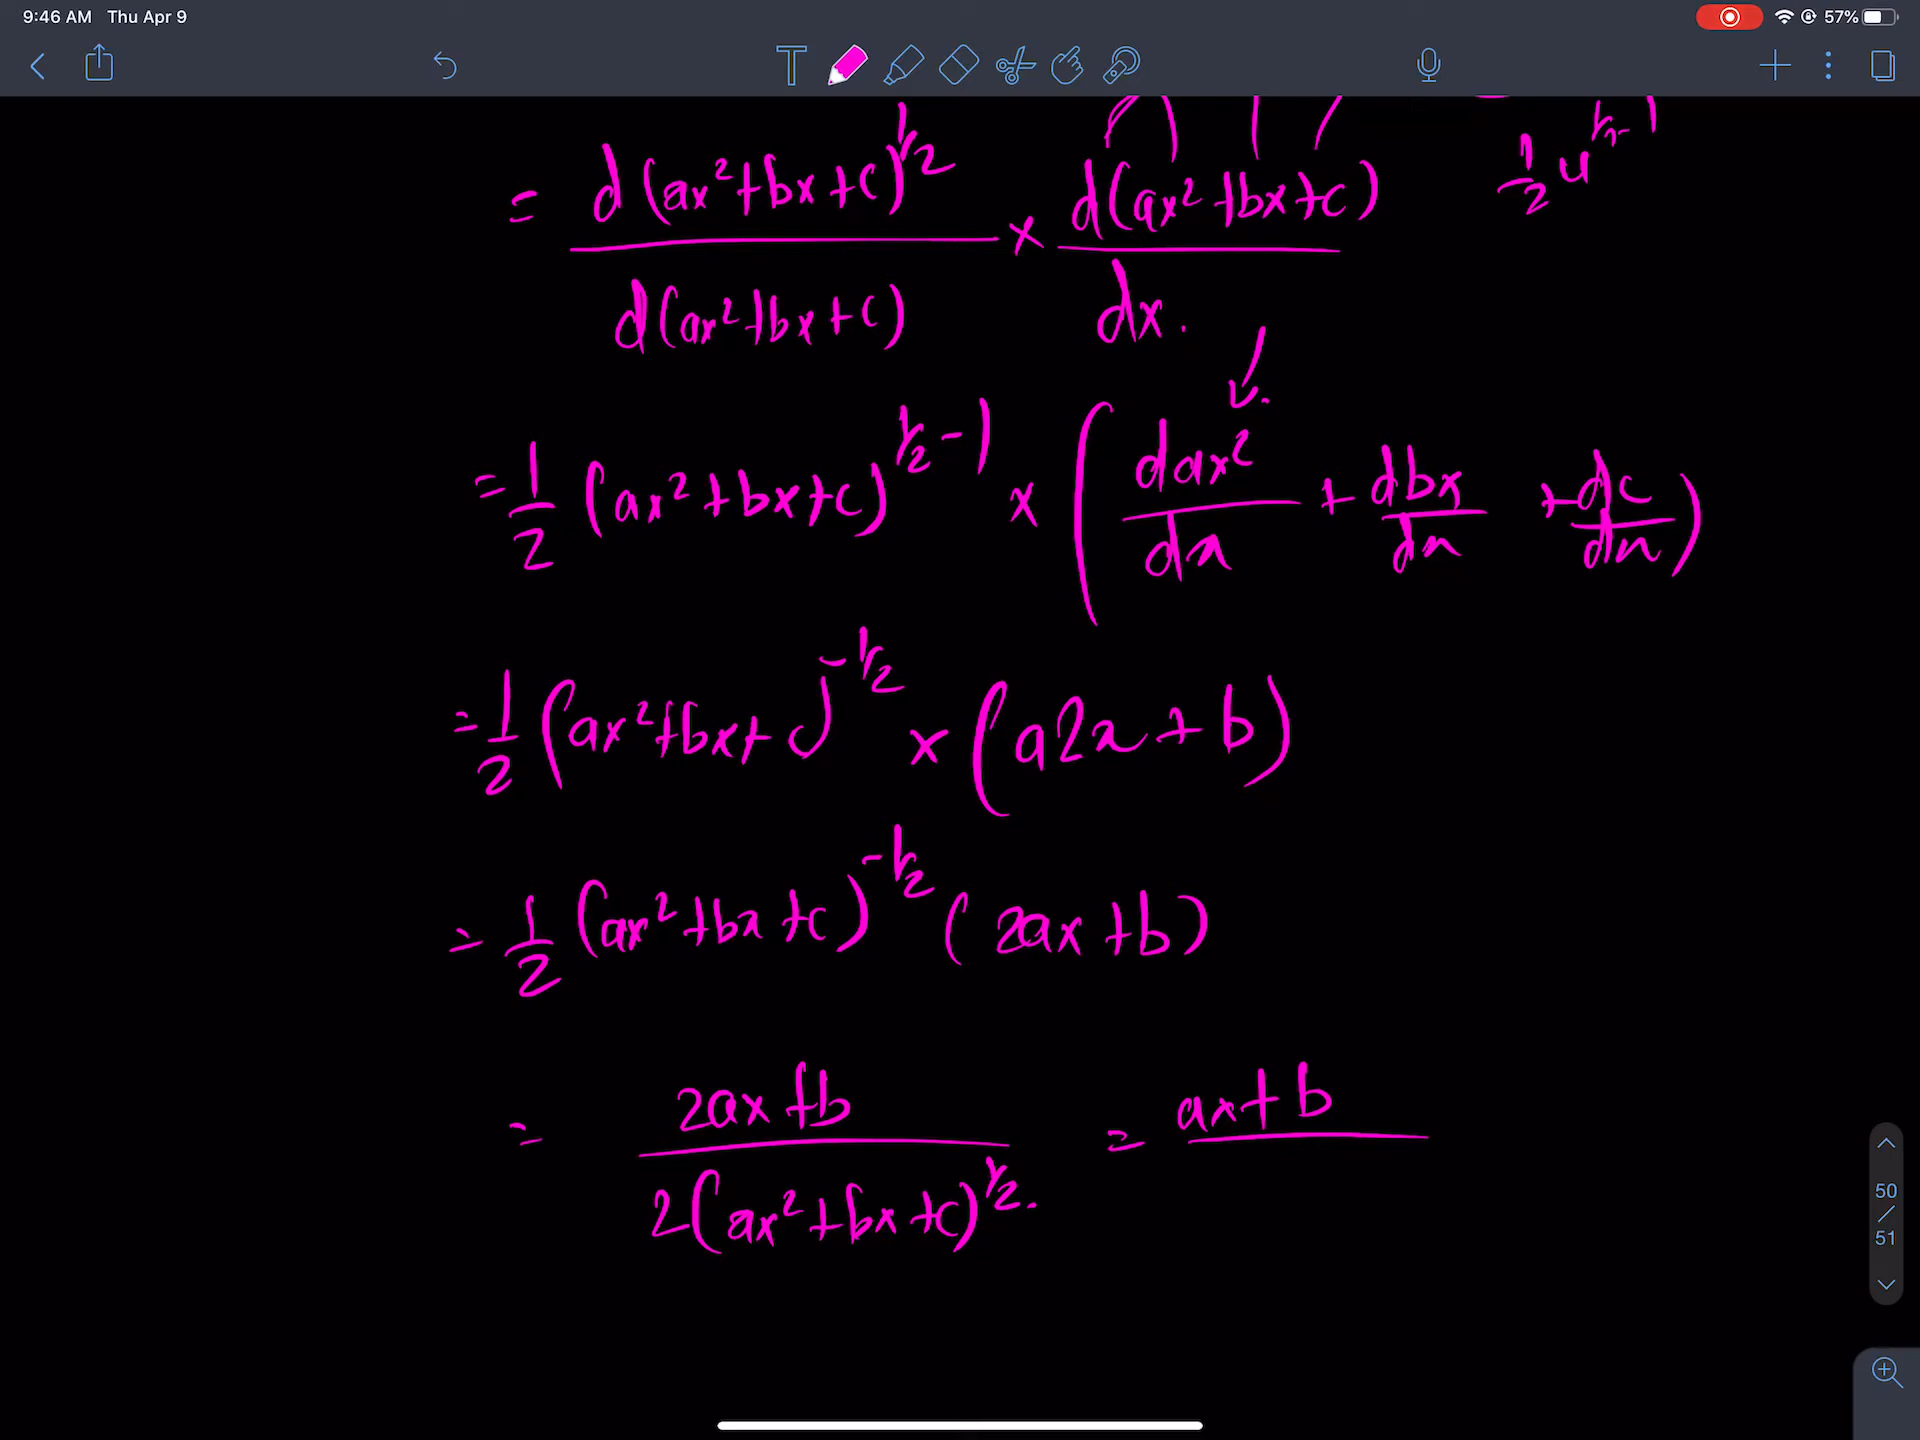 9:46 AM Thu Apr 9
57%
= d(ax²+bx+c)^½ / d(ax²+bx+c) × d(ax²+bx+c) / dx.
½ u^½-1
= ½ (ax²+bx+c)^½-1 × (dax²/dx + dbx/dx + dc/dx)
= ½ (ax²+bx+c)^-½ × (a2x+b)
= ½ (ax²+bx+c)^-½ (2ax+b)
= 2ax+b / 2(ax²+bx+c)^½. = ax+b
50
/
51